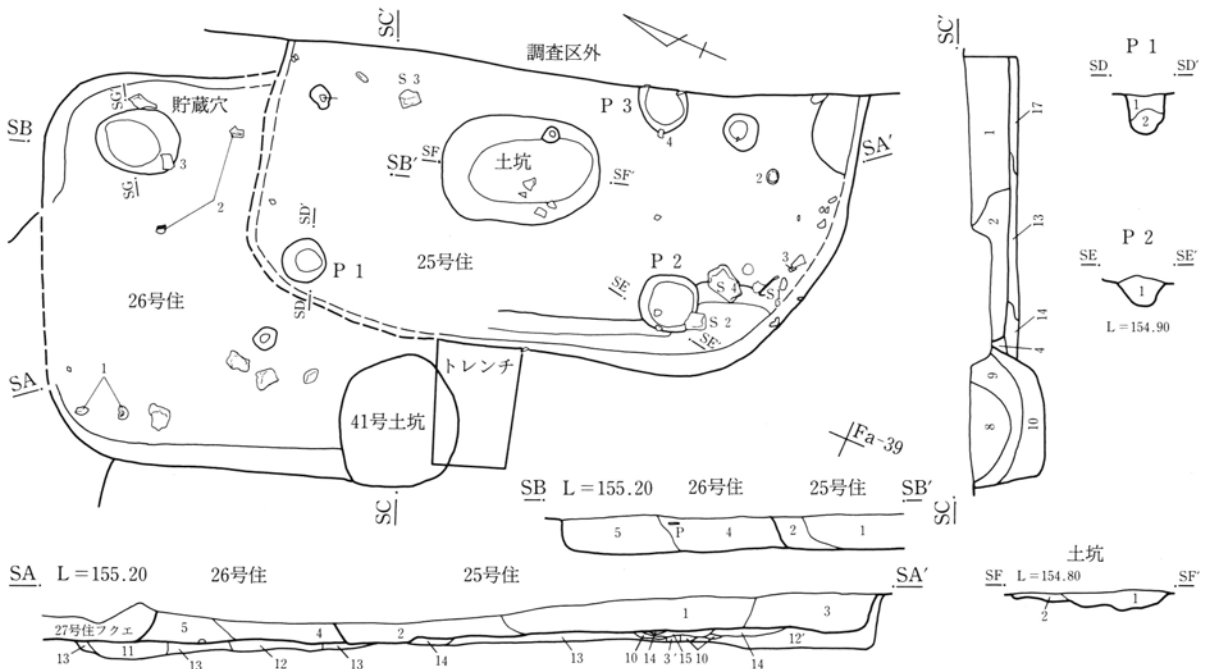 SC'
調査区外
SC'
P 1
SD
SD'
1
2
SG'
貯蔵穴
S 3
P 3
SB
3
SG
SB'
SF
土坑
SF'
4
SA'
2
2
SD'
P 1
25号住
P 2
3
SE
S 4
S
S 2
SE'
26号住
SD
1
17
2
13
P 2
SE
SE'
1
L=154.90
14
4
9
8
10
SA
1
トレンチ
41号土坑
Fa-39
SC
SC
SB
L=155.20
26号住
25号住
SB'
5
P
4
2
1
土坑
SF
L=154.80
SF'
2
1
SA
L=155.20
26号住
25号住
SA'
27号住フクエ
5
4
2
1
3
13
11
13
12
13
14
13
10
14
3'
15
10
14
12'